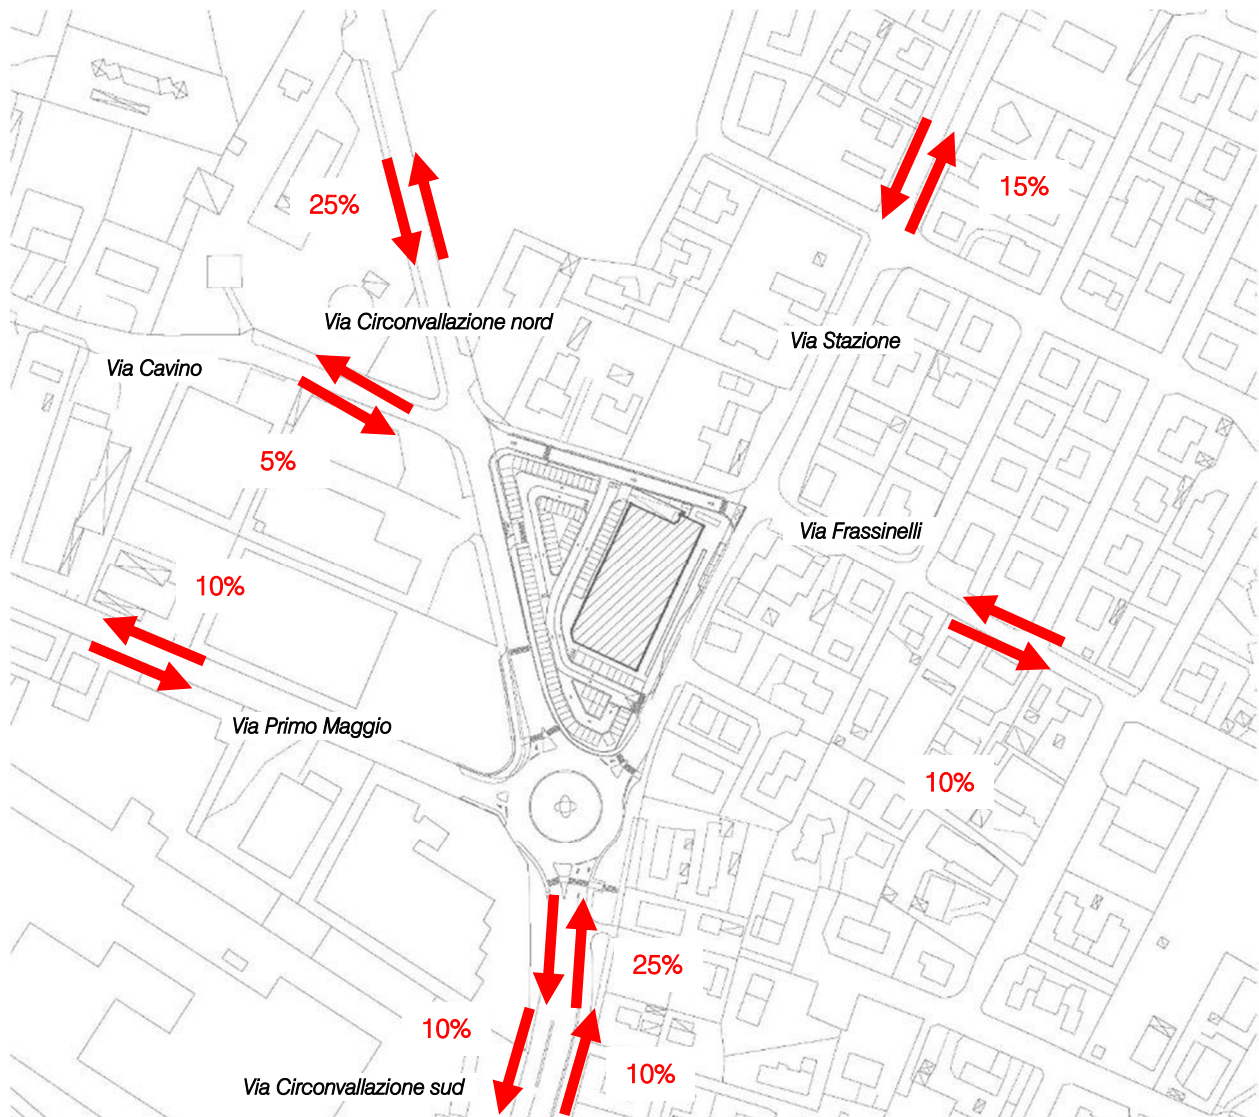 15%
25%
Via Circonvallazione nord
Via Stazione
Via Cavino
5%
Via Frassinelli
10%
Via Primo Maggio
10%
25%
10%
10%
Via Circonvallazione sud